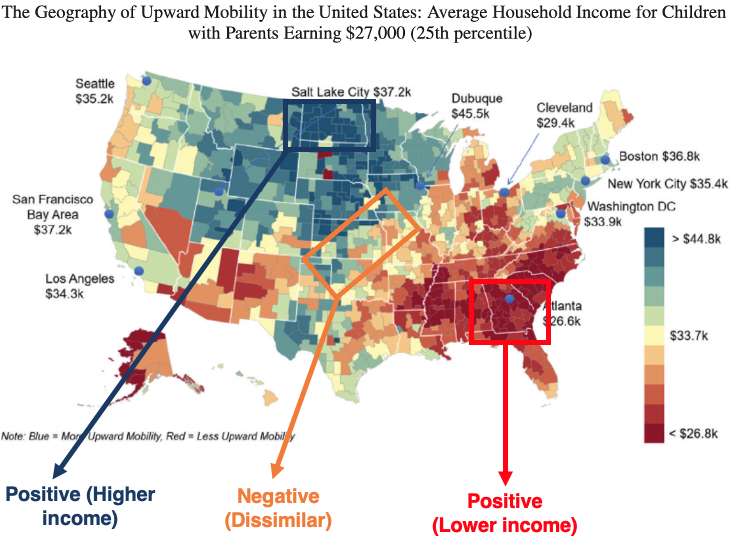 The Geography of Upward Mobility in the United States: Average Household Income for Children
with Parents Earning $27,000 (25th percentile)
Seattle
$35.2k
Salt Lake City $37.2k
Dubuque
$45.5k
Cleveland
$29.4k
Boston $36.8k
New York City $35.4k
Washington DC
$33.9k
San Francisco
Bay Area
$37.2k
Los Angeles
$34.3k
Atlanta
$26.6k
> $44.8k
$33.7k
< $26.8k
Note: Blue = More Upward Mobility, Red = Less Upward Mobility
Positive (Higher
income)
Negative
(Dissimilar)
Positive
(Lower income)